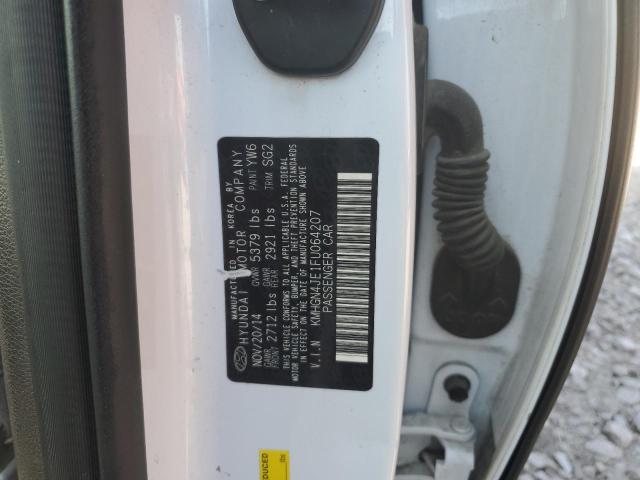 MANUFACTURED IN KOREA BY
HYUNDAI MOTOR COMPANY
NOV/20/14 GVWR 5379 lbs PAINT YW6
GAWR FRONT 2712 lbs GAWR REAR 2921 lbs TRIM SG2
THIS VEHICLE CONFORMS TO ALL APPLICABLE U.S.A. FEDERAL
MOTOR VEHICLE SAFETY, BUMPER, AND THEFT PREVENTION STANDARDS
IN EFFECT ON THE DATE OF MANUFACTURE SHOWN ABOVE
V.I.N KMHGN4JE1FU064207
PASSENGER CAR
DUCED
lbs